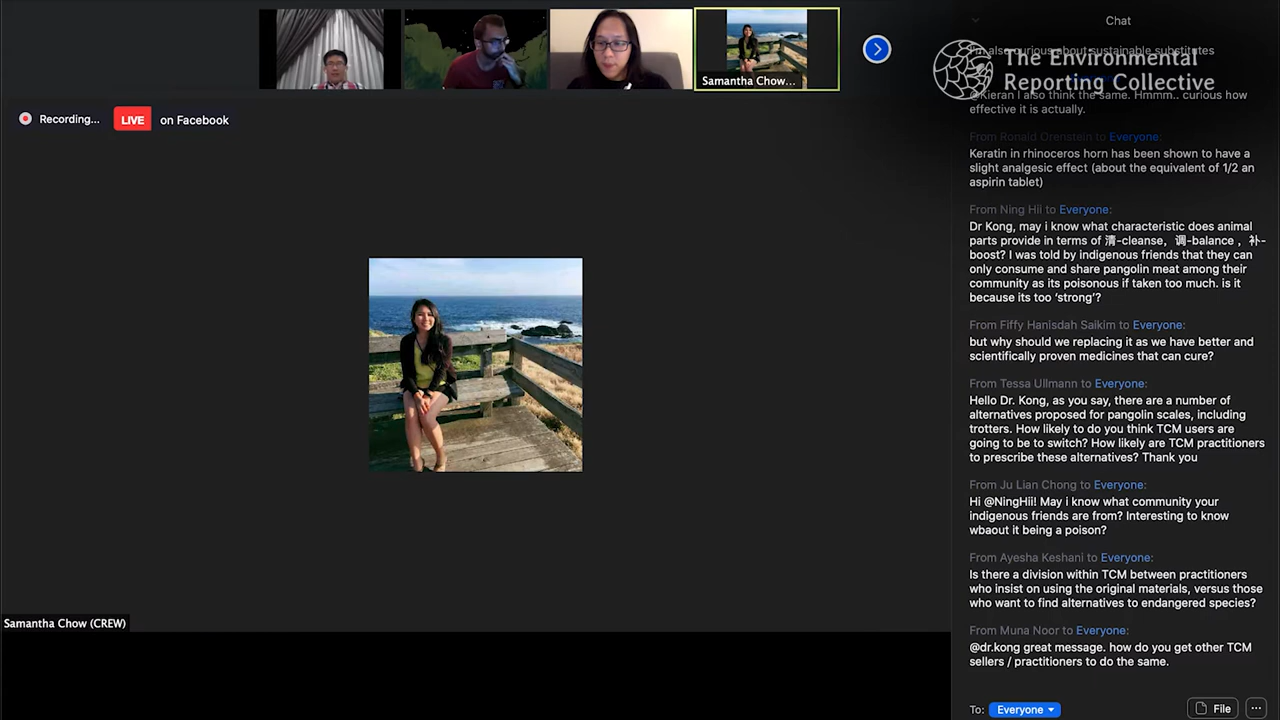 Samantha Chow...
Recording...
LIVE
on Facebook
Samantha Chow (CREW)
Chat
The Environmental
Reporting Collective
I'm also curious about sustainable substitutes
@Kieran I also think the same. Hmmm.. curious how
effective it is actually.
From Ronald Orenstein to Everyone:
Keratin in rhinoceros horn has been shown to have a
slight analgesic effect (about the equivalent of 1/2 an
aspirin tablet)
From Ning Hii to Everyone:
Dr Kong, may i know what characteristic does animal
parts provide in terms of 清-cleanse, 调-balance , 补-
boost? I was told by indigenous friends that they can
only consume and share pangolin meat among their
community as its poisonous if taken too much. is it
because its too ‘strong’?
From Fiffy Hanisdah Saikim to Everyone:
but why should we replacing it as we have better and
scientifically proven medicines that can cure?
From Tessa Ullmann to Everyone:
Hello Dr. Kong, as you say, there are a number of
alternatives proposed for pangolin scales, including
trotters. How likely to do you think TCM users are
going to be to switch? How likely are TCM practitioners
to prescribe these alternatives? Thank you
From Ju Lian Chong to Everyone:
Hi @NingHii! May i know what community your
indigenous friends are from? Interesting to know
wbaout it being a poison?
From Ayesha Keshani to Everyone:
Is there a division within TCM between practitioners
who insist on using the original materials, versus those
who want to find alternatives to endangered species?
From Muna Noor to Everyone:
@dr.kong great message. how do you get other TCM
sellers / practitioners to do the same.
To: Everyone
File